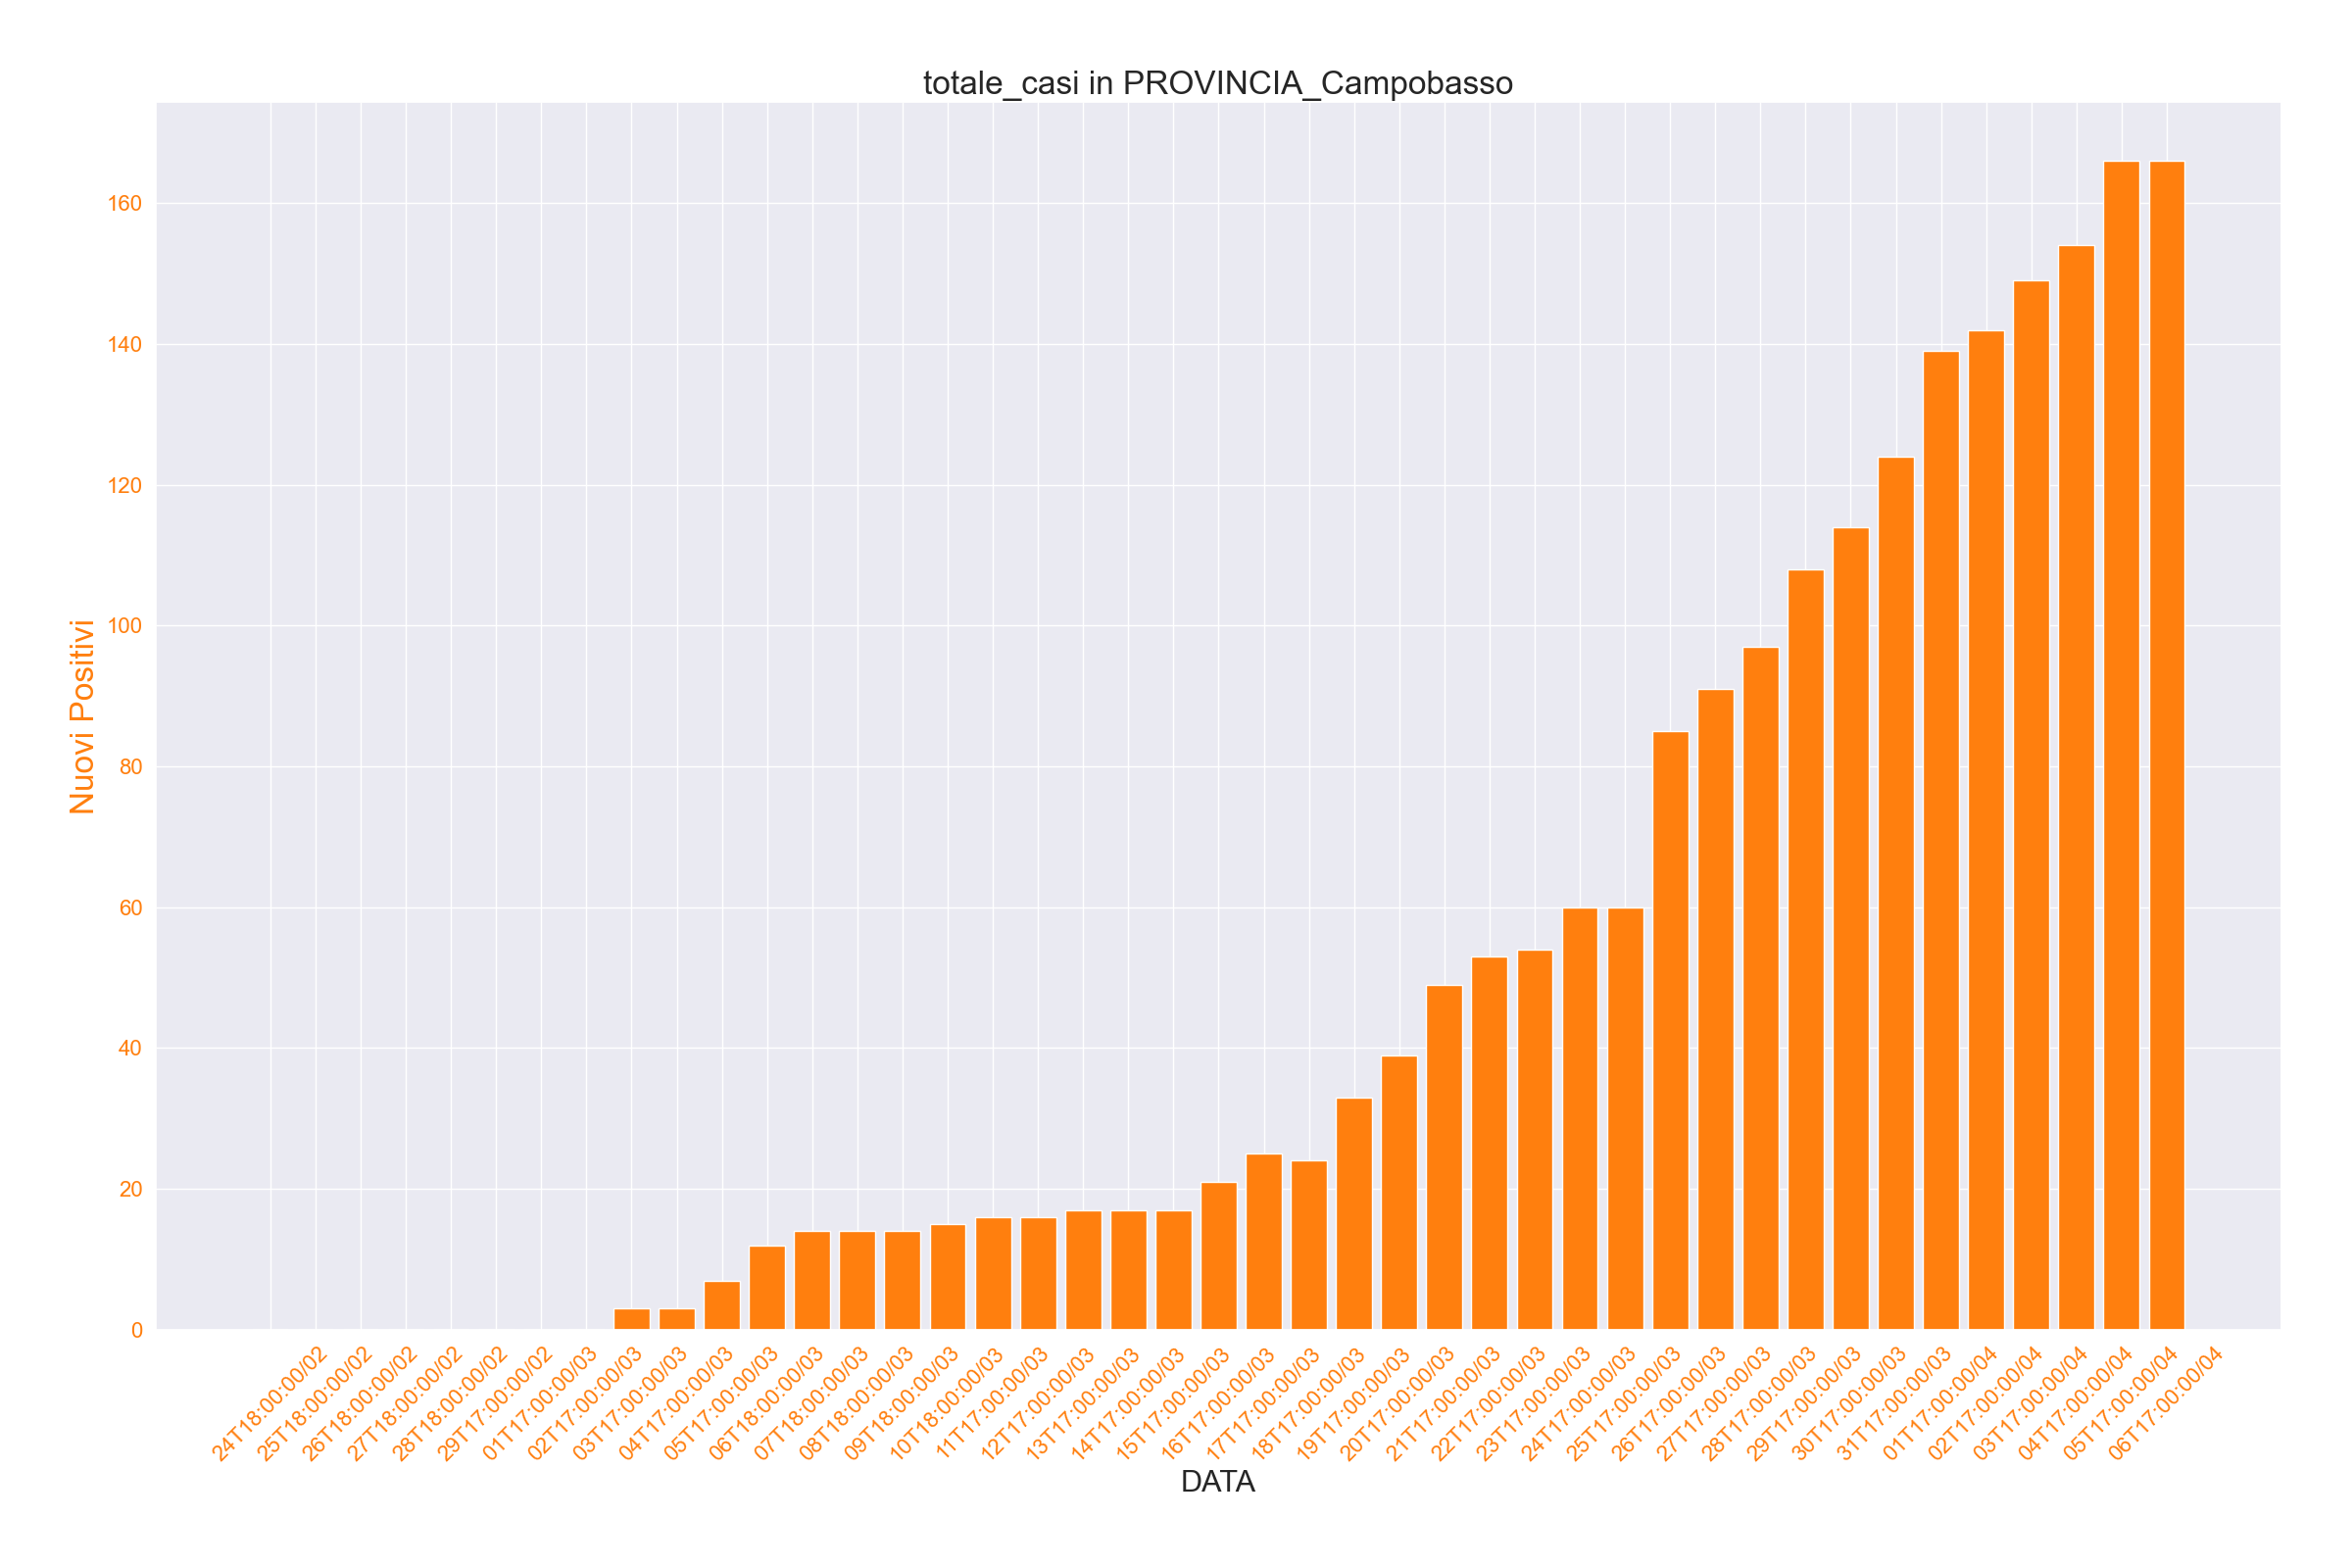 totale_casi in PROVINCIA_Campobasso
Nuovi Positivi
160
140
120
100
80
60
40
20
0
24T18:00:00/02
25T18:00:00/02
26T18:00:00/02
27T18:00:00/02
28T18:00:00/02
29T17:00:00/02
01T17:00:00/03
02T17:00:00/03
03T17:00:00/03
04T17:00:00/03
05T17:00:00/03
06T18:00:00/03
07T18:00:00/03
08T18:00:00/03
09T18:00:00/03
10T18:00:00/03
11T17:00:00/03
12T17:00:00/03
13T17:00:00/03
14T17:00:00/03
15T17:00:00/03
16T17:00:00/03
17T17:00:00/03
18T17:00:00/03
19T17:00:00/03
20T17:00:00/03
21T17:00:00/03
22T17:00:00/03
23T17:00:00/03
24T17:00:00/03
25T17:00:00/03
26T17:00:00/03
27T17:00:00/03
28T17:00:00/03
29T17:00:00/03
30T17:00:00/03
31T17:00:00/03
01T17:00:00/04
02T17:00:00/04
03T17:00:00/04
04T17:00:00/04
05T17:00:00/04
06T17:00:00/04
DATA